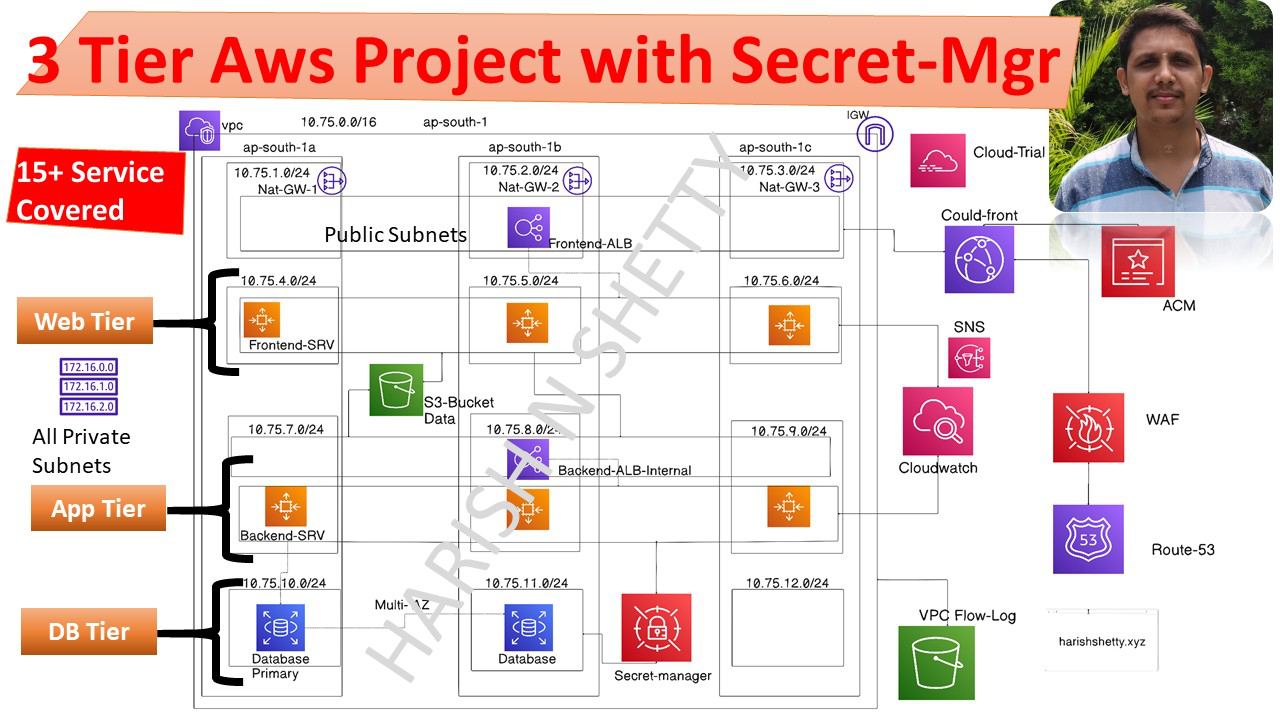 3 Tier Aws Project with Secret-Mgr
vpc
10.75.0.0/16
ap-south-1
IGW
15+ Service
Covered
ap-south-1a
ap-south-1b
ap-south-1c
10.75.1.0/24
Nat-GW-1
10.75.2.0/24
Nat-GW-2
10.75.3.0/24
Nat-GW-3
Cloud-Trial
Public Subnets
Frontend-ALB
Could-front
ACM
Web Tier
10.75.4.0/24
10.75.5.0/24
10.75.6.0/24
Frontend-SRV
SNS
172.16.0.0
172.16.1.0
172.16.2.0
All Private
Subnets
S3-Bucket
Data
10.75.7.0/24
10.75.8.0/2
10.75.9.0/24
Backend-ALB-Internal
Cloudwatch
WAF
App Tier
Backend-SRV
53
Route-53
DB Tier
10.75.10.0/24
10.75.11.0/24
10.75.12.0/24
Multi-AZ
Database
Primary
Database
Secret-manager
VPC Flow-Log
harishshetty.xyz
HARISH N SHETTY